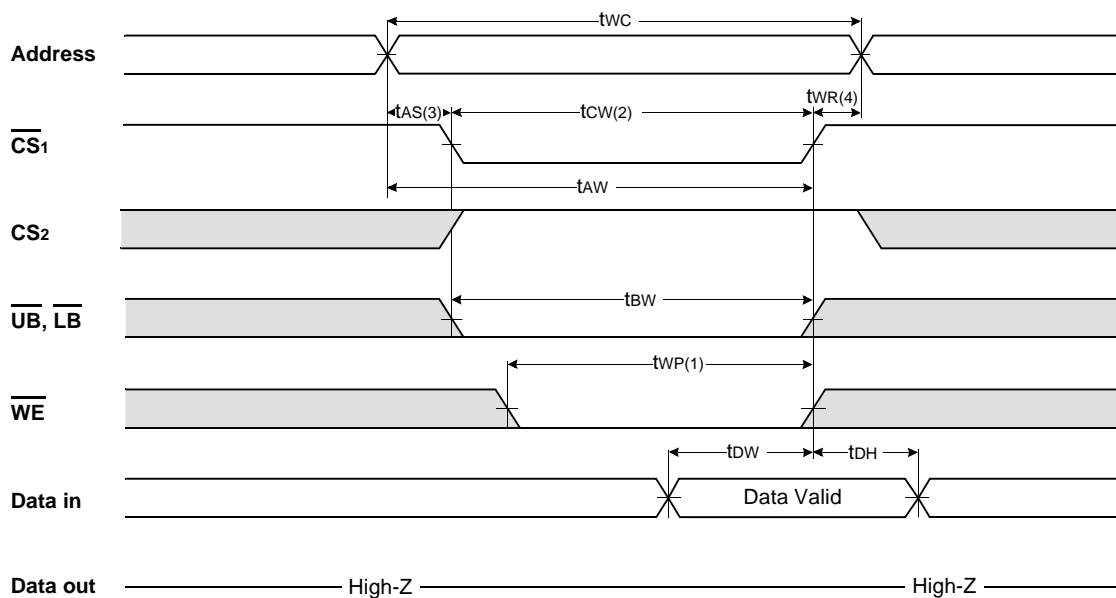 tWC
Address
tAS(3) tCW(2) tWR(4)
CS1
tAW
CS2
tBW
UB, LB
tWP(1)
WE
tDW tDH
Data in Data Valid
Data out High-Z High-Z